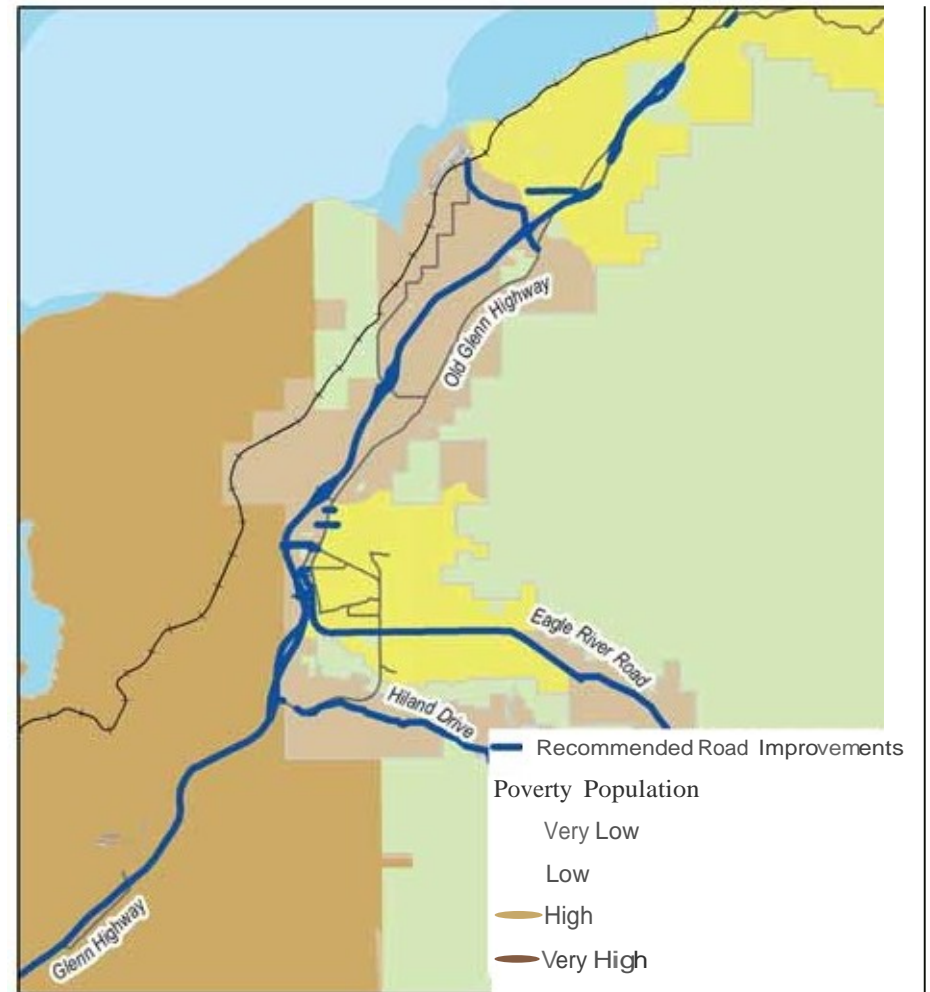 Old Glenn Highway
Eagle River Road
Hiland Drive
Glenn Highway
Recommended Road Improvements
Poverty Population
Very Low
Low
High
Very High